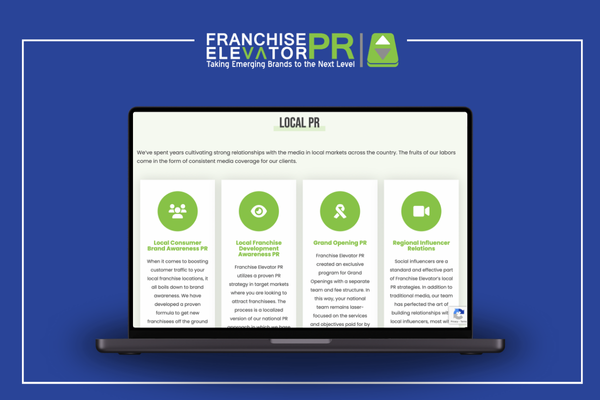 FRANCHISE
ELEVATOR PR
Taking Emerging Brands to the Next Level
LOCAL PR
We've spent years cultivating strong relationships with the media in local markets across the country. The fruits of our labors
come in the form of consistent media coverage for our clients.
Local Consumer
Brand Awareness PR
When it comes to boosting
customer traffic to your
local franchise locations, it
all boils down to brand
awareness. We have
developed a proven
formula to get new
franchisees off the ground
Local Franchise
Development
Awareness PR
Franchise Elevator PR
utilizes a proven PR
strategy in target markets
where you are looking to
attract franchisees. The
process is a localized
version of our national PR
approach in which we have
Grand Opening PR
Franchise Elevator PR
created an exclusive
program for Grand
Openings with a separate
team and fee structure. In
this way, your national
team remains laser-
focused on the services
and objectives paid for by
Regional Influencer
Relations
Social Influencers are a
standard and effective part
of Franchise Elevator's local
PR strategies. In addition to
traditional media, our team
has perfected the art of
building relationships with
local influencers, most